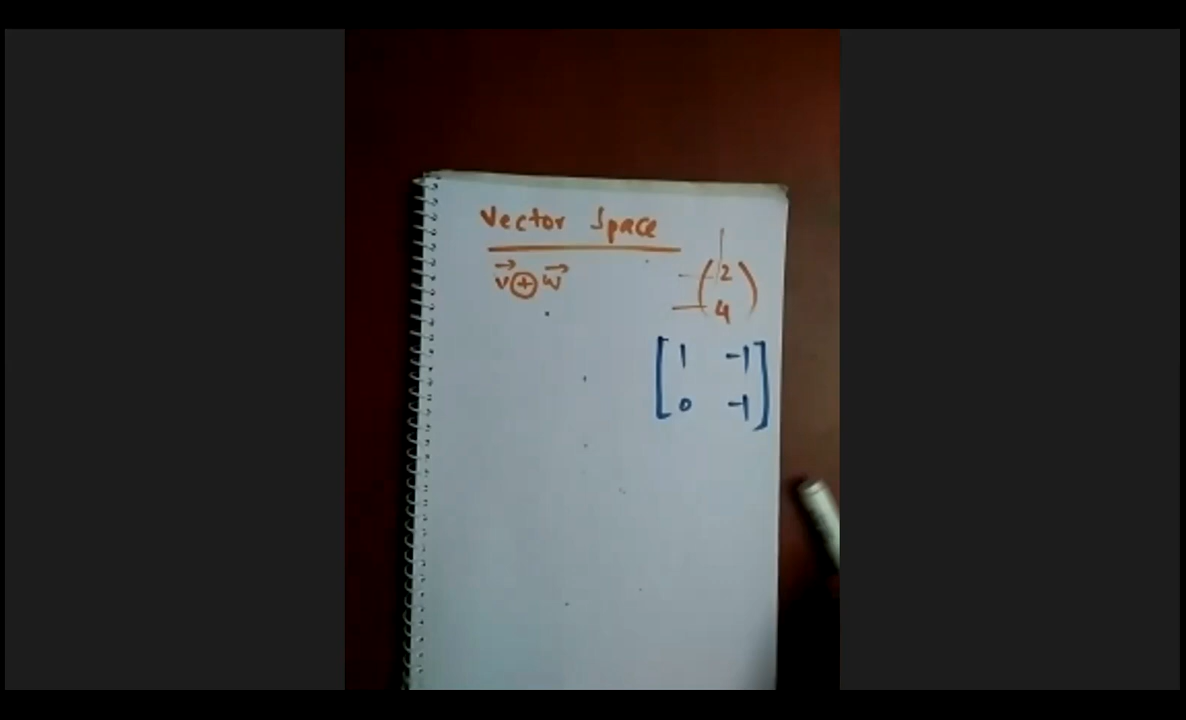 Vector Space
v⃗ ⊕ w⃗
(2
4)
[1 -1
0 -1]